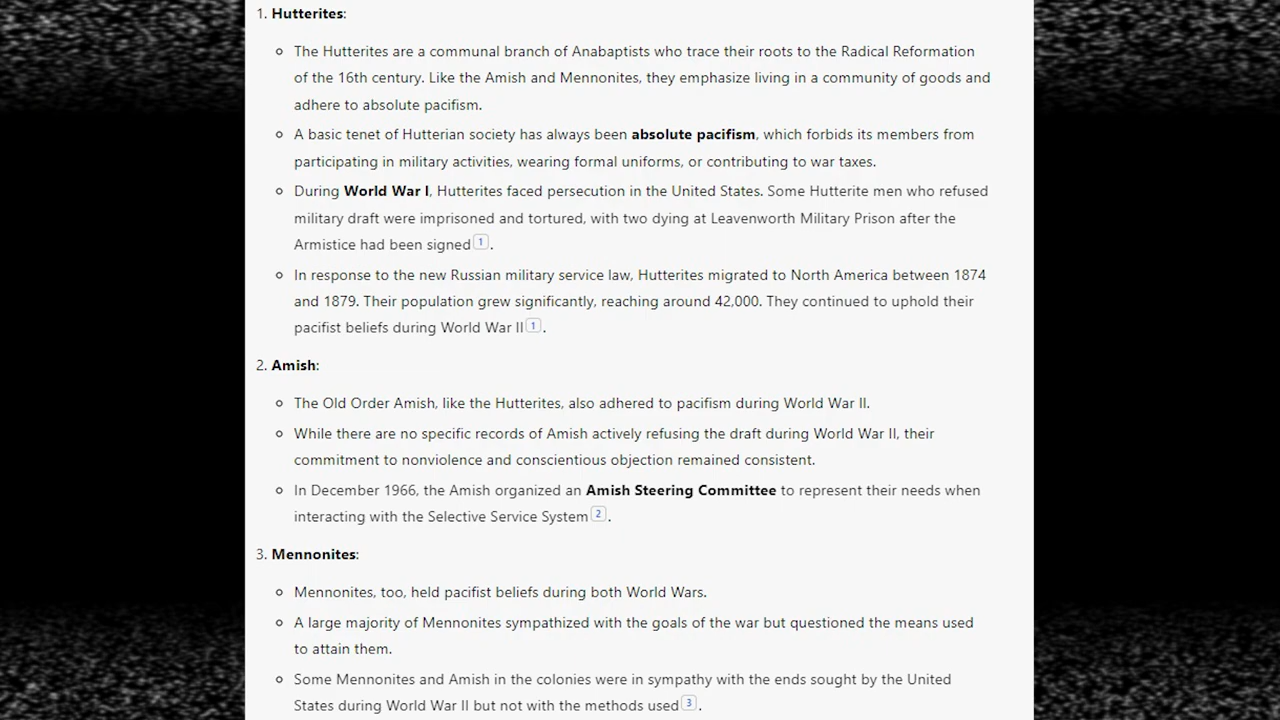 1. Hutterites:
The Hutterites are a communal branch of Anabaptists who trace their roots to the Radical Reformation
of the 16th century. Like the Amish and Mennonites, they emphasize living in a community of goods and
adhere to absolute pacifism.
A basic tenet of Hutterian society has always been absolute pacifism, which forbids its members from
participating in military activities, wearing formal uniforms, or contributing to war taxes.
During World War I, Hutterites faced persecution in the United States. Some Hutterite men who refused
military draft were imprisoned and tortured, with two dying at Leavenworth Military Prison after the
Armistice had been signed 1 .
In response to the new Russian military service law, Hutterites migrated to North America between 1874
and 1879. Their population grew significantly, reaching around 42,000. They continued to uphold their
pacifist beliefs during World War II 1 .
2. Amish:
The Old Order Amish, like the Hutterites, also adhered to pacifism during World War II.
While there are no specific records of Amish actively refusing the draft during World War II, their
commitment to nonviolence and conscientious objection remained consistent.
In December 1966, the Amish organized an Amish Steering Committee to represent their needs when
interacting with the Selective Service System 2 .
3. Mennonites:
Mennonites, too, held pacifist beliefs during both World Wars.
A large majority of Mennonites sympathized with the goals of the war but questioned the means used
to attain them.
Some Mennonites and Amish in the colonies were in sympathy with the ends sought by the United
States during World War II but not with the methods used 3 .